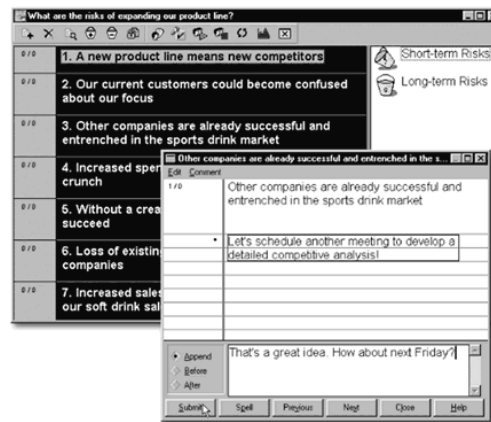 What are the risks of expanding our product line?
0 / 0
1. A new product line means new competitors
Short-term Risks
0 / 0
2. Our current customers could become confused
about our focus
Long-term Risks
0 / 0
3. Other companies are already successful and
entrenched in the sports drink market
0 / 0
4. Increased
crunch
0 / 0
5. Without a
succeed
0 / 0
6. Loss of
companies
0 / 0
7. Increased
our soft drink
Other companies are already successful and entrenched in the s...
Edit Comment
1 / 0
Other companies are already successful and
entrenched in the sports drink market
Let's schedule another meeting to develop a
detailed competitive analysis!
Append
Before
After
That's a great idea. How about next Friday?
Submit Spell Previous Next Close Help